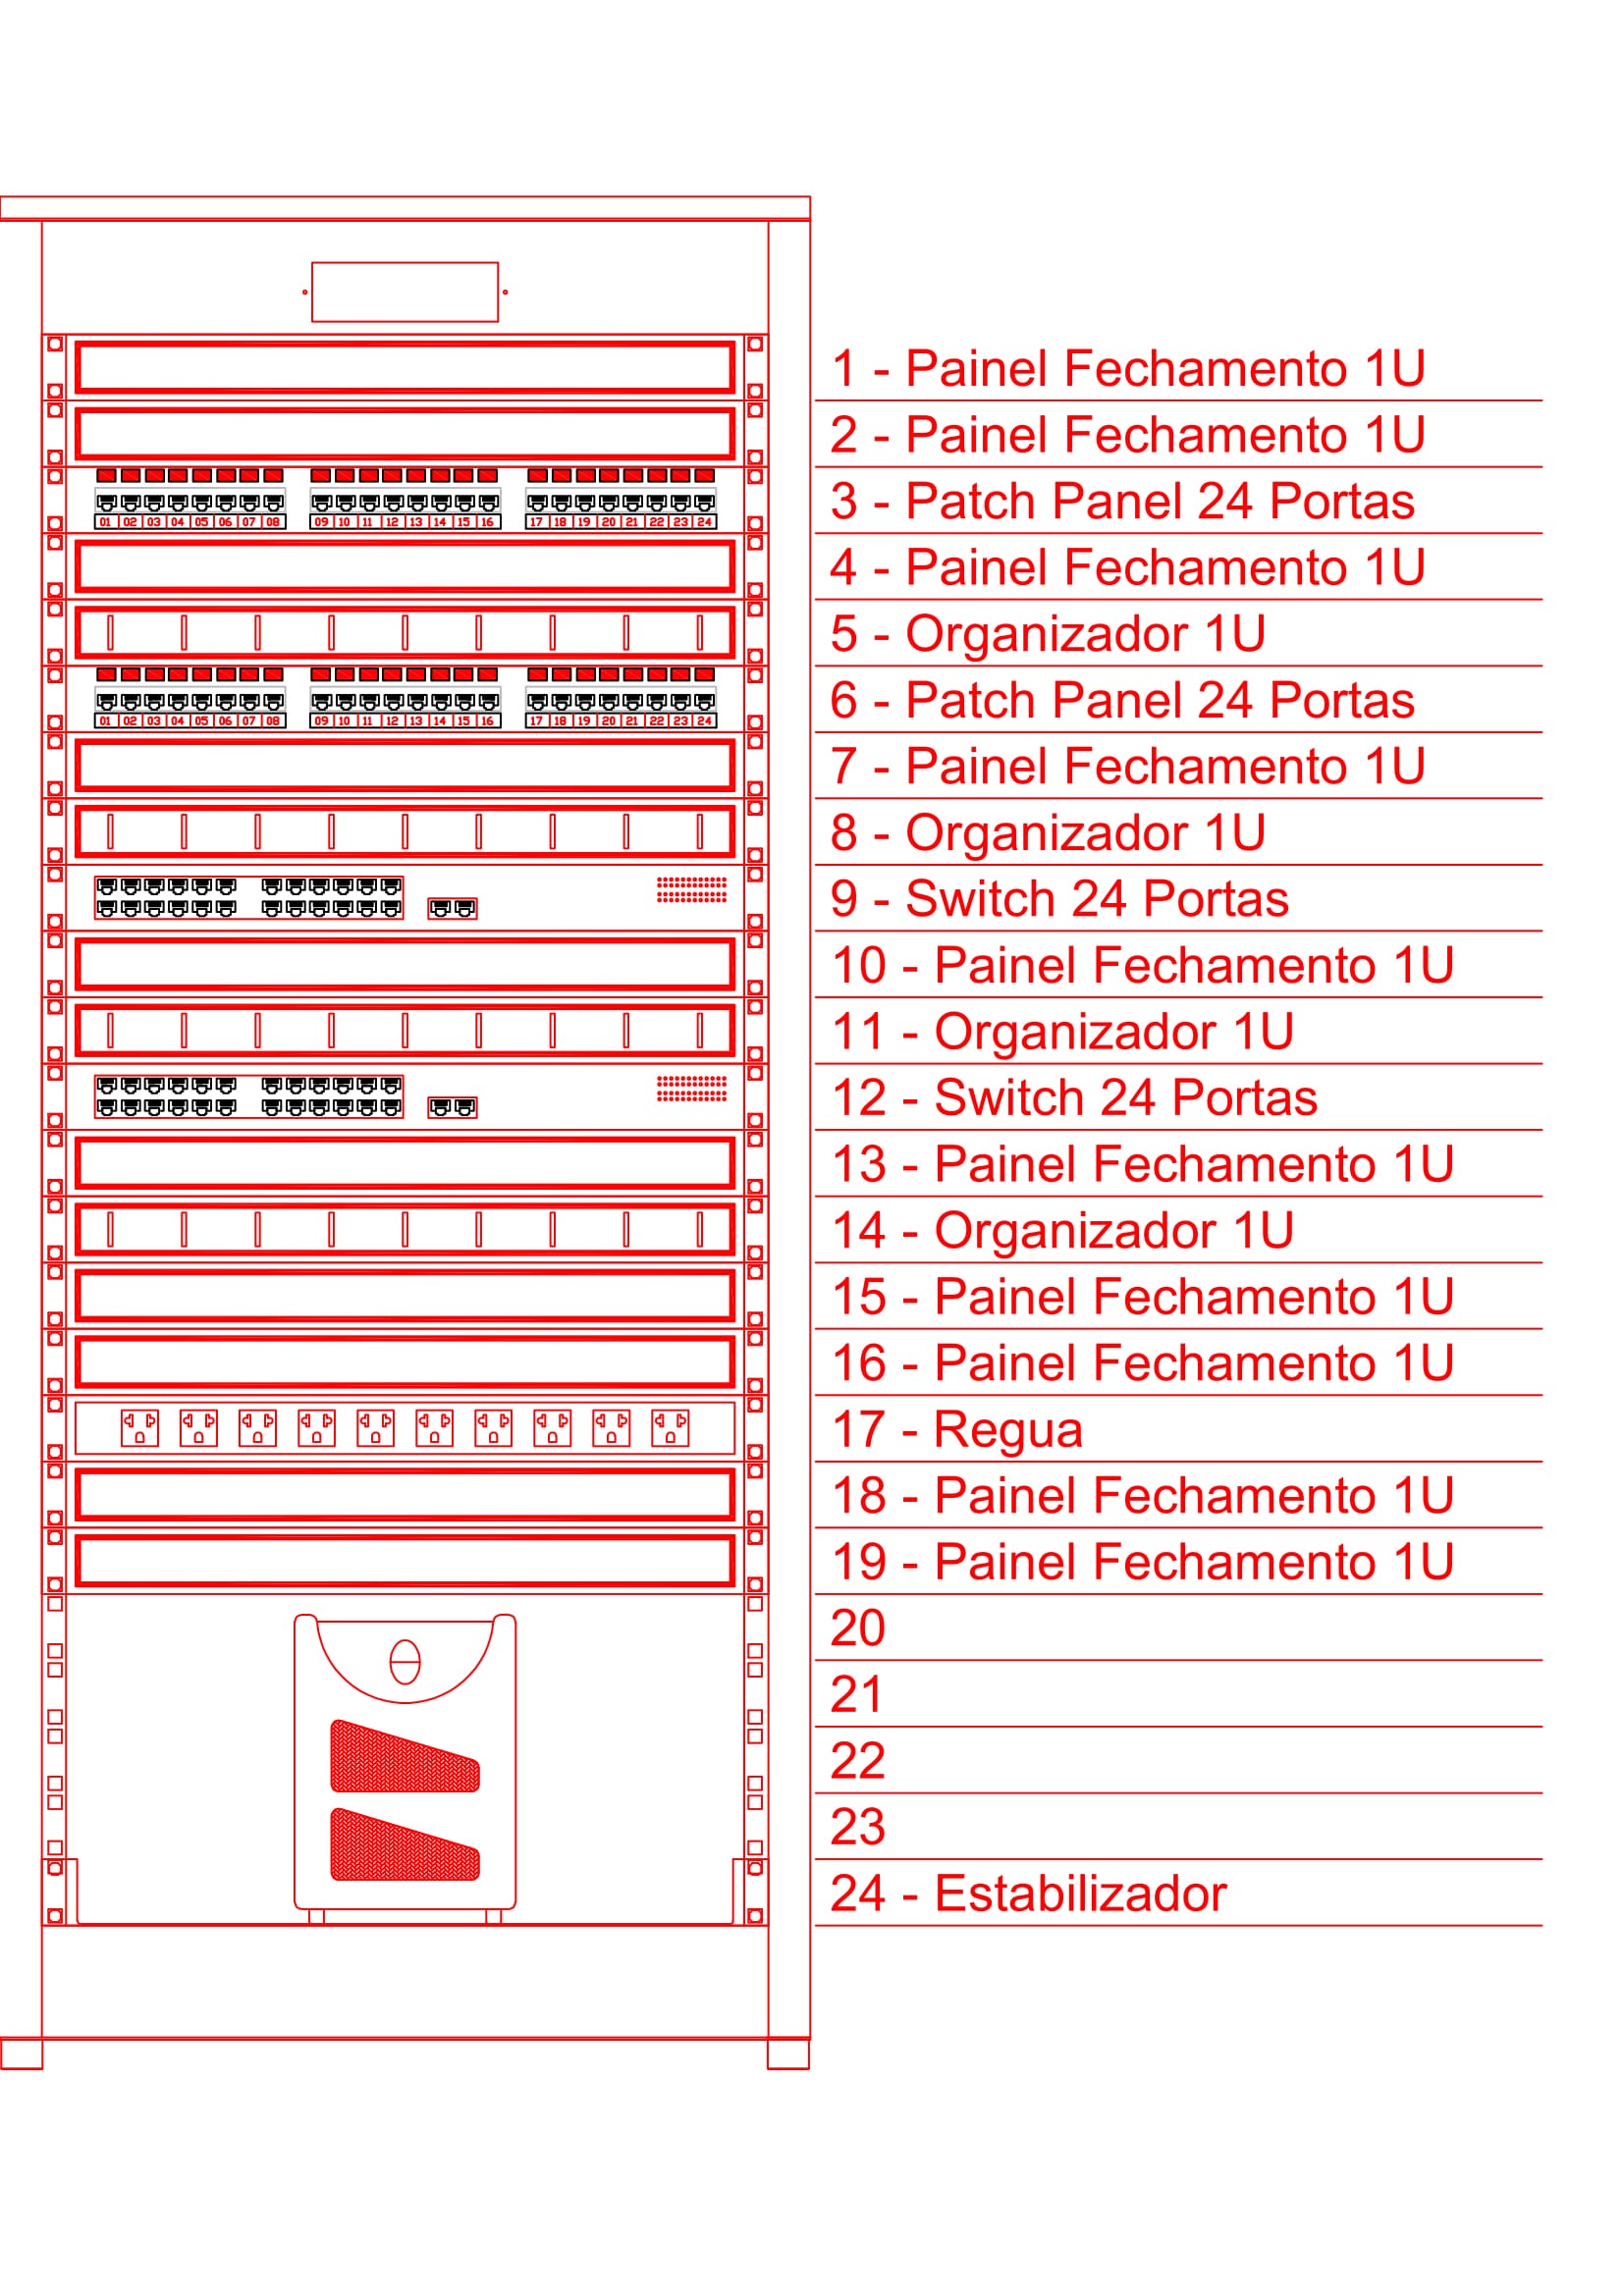 1 - Painel Fechamento 1U
2 - Painel Fechamento 1U
01 02 03 04 05 06 07 08 09 10 11 12 13 14 15 16 17 18 19 20 21 22 23 24
3 - Patch Panel 24 Portas
4 - Painel Fechamento 1U
5 - Organizador 1U
01 02 03 04 05 06 07 08 09 10 11 12 13 14 15 16 17 18 19 20 21 22 23 24
6 - Patch Panel 24 Portas
7 - Painel Fechamento 1U
8 - Organizador 1U
9 - Switch 24 Portas
10 - Painel Fechamento 1U
11 - Organizador 1U
12 - Switch 24 Portas
13 - Painel Fechamento 1U
14 - Organizador 1U
15 - Painel Fechamento 1U
16 - Painel Fechamento 1U
17 - Regua
18 - Painel Fechamento 1U
19 - Painel Fechamento 1U
20
21
22
23
24 - Estabilizador